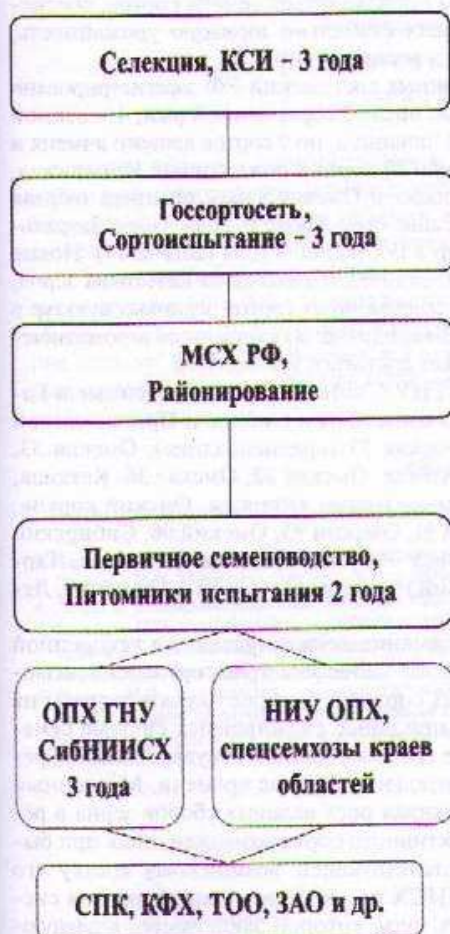 Селекция, КСИ – 3 года
Госсортосеть,
Сортоиспытание – 3 года
МСХ РФ,
Районирование
Первичное семеноводство,
Питомники испытания 2 года
ОПХ ГНУ
СибНИИСХ
3 года
НИУ ОПХ,
спецсемхозы краев
областей
СПК, КФХ, ТОО, ЗАО и др.